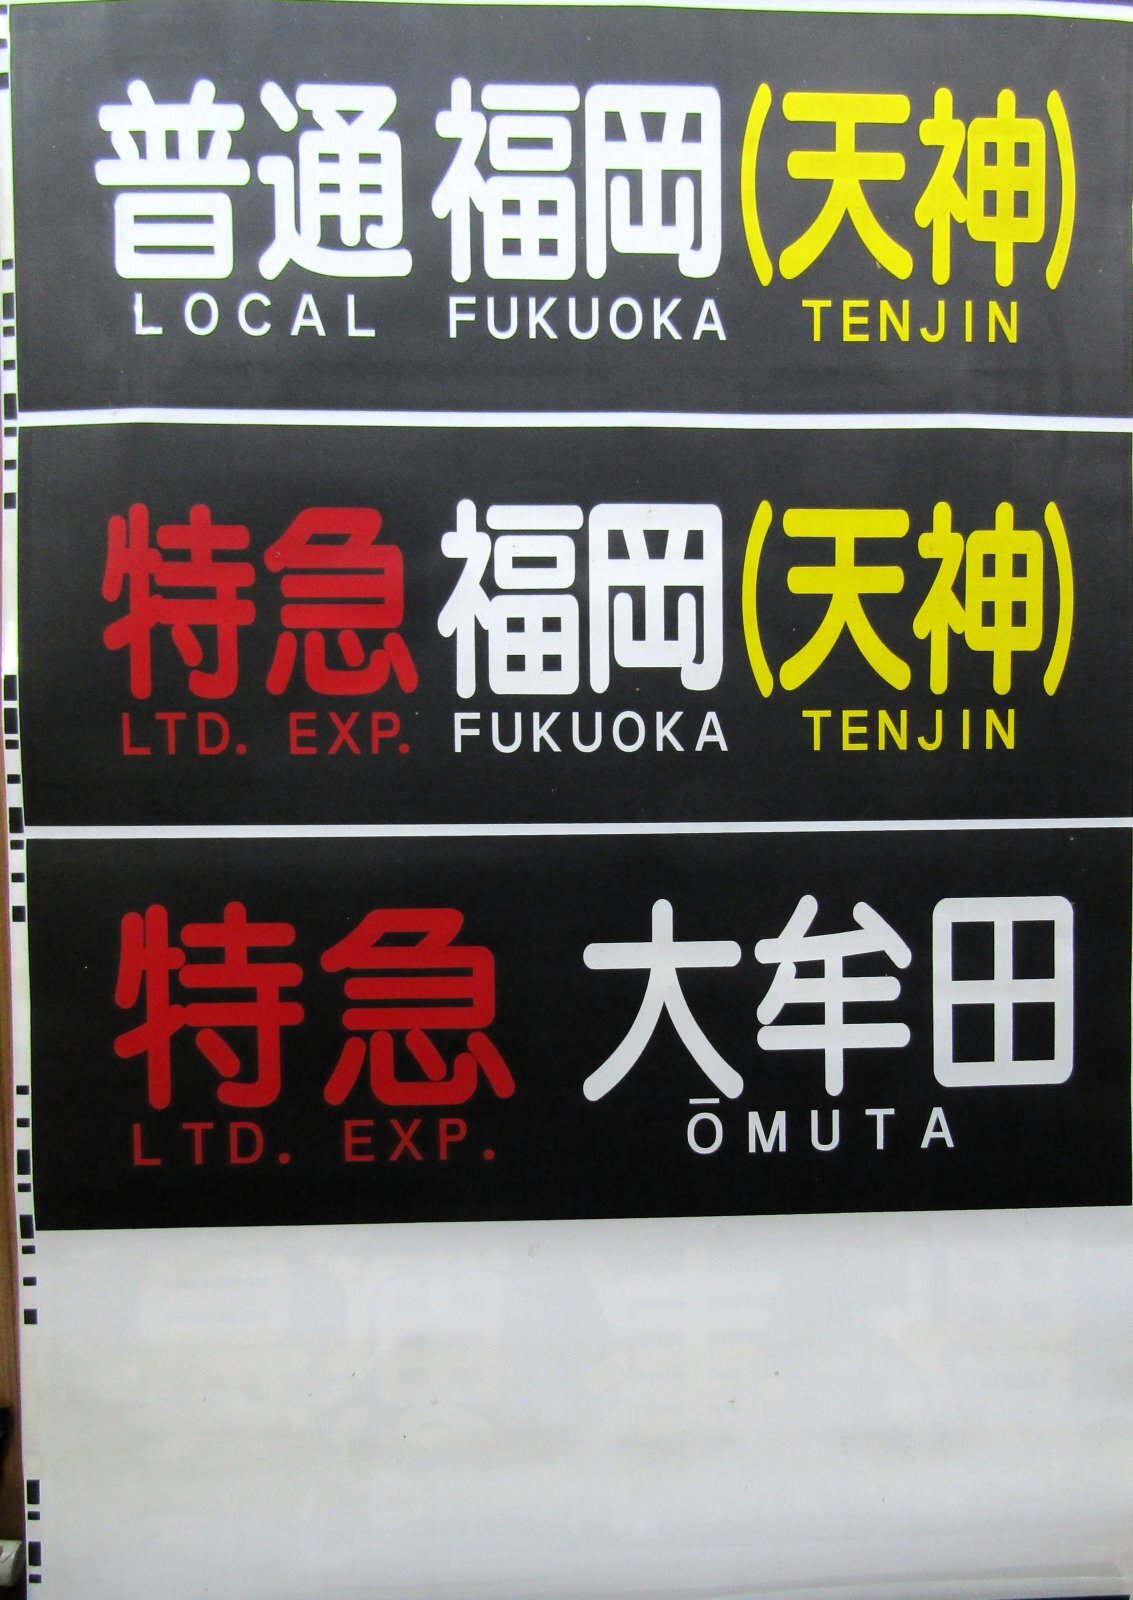 普通 福岡 (天神)
LOCAL FUKUOKA TENJIN
特急 福岡 (天神)
LTD. EXP. FUKUOKA TENJIN
特急 大牟田
LTD. EXP. ŌMUTA